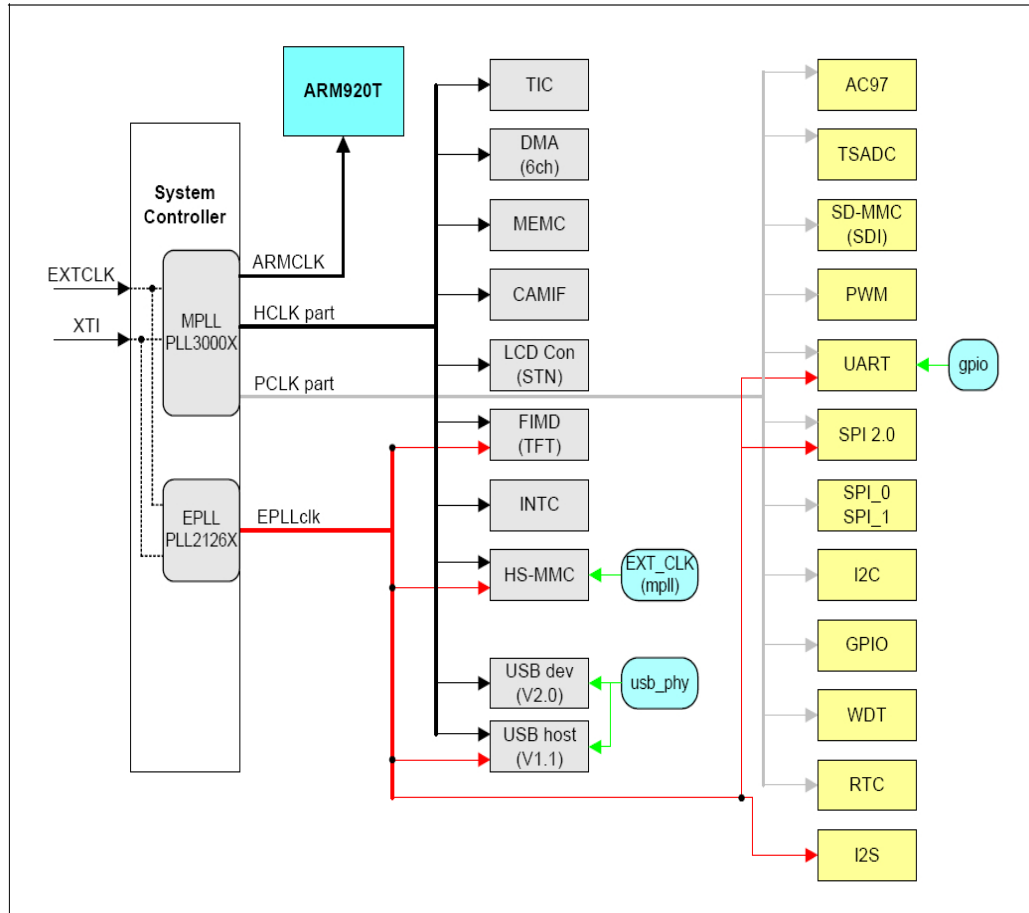 ARM920T
System
Controller
EXTCLK
XTI
MPLL
PLL3000X
EPLL
PLL2126X
ARMCLK
HCLK part
PCLK part
EPLLclk
TIC
DMA
(6ch)
MEMC
CAMIF
LCD Con
(STN)
FIMD
(TFT)
INTC
HS-MMC
EXT_CLK
(mpll)
USB dev
(V2.0)
usb_phy
USB host
(V1.1)
AC97
TSADC
SD-MMC
(SDI)
PWM
UART
gpio
SPI 2.0
SPI_0
SPI_1
I2C
GPIO
WDT
RTC
I2S